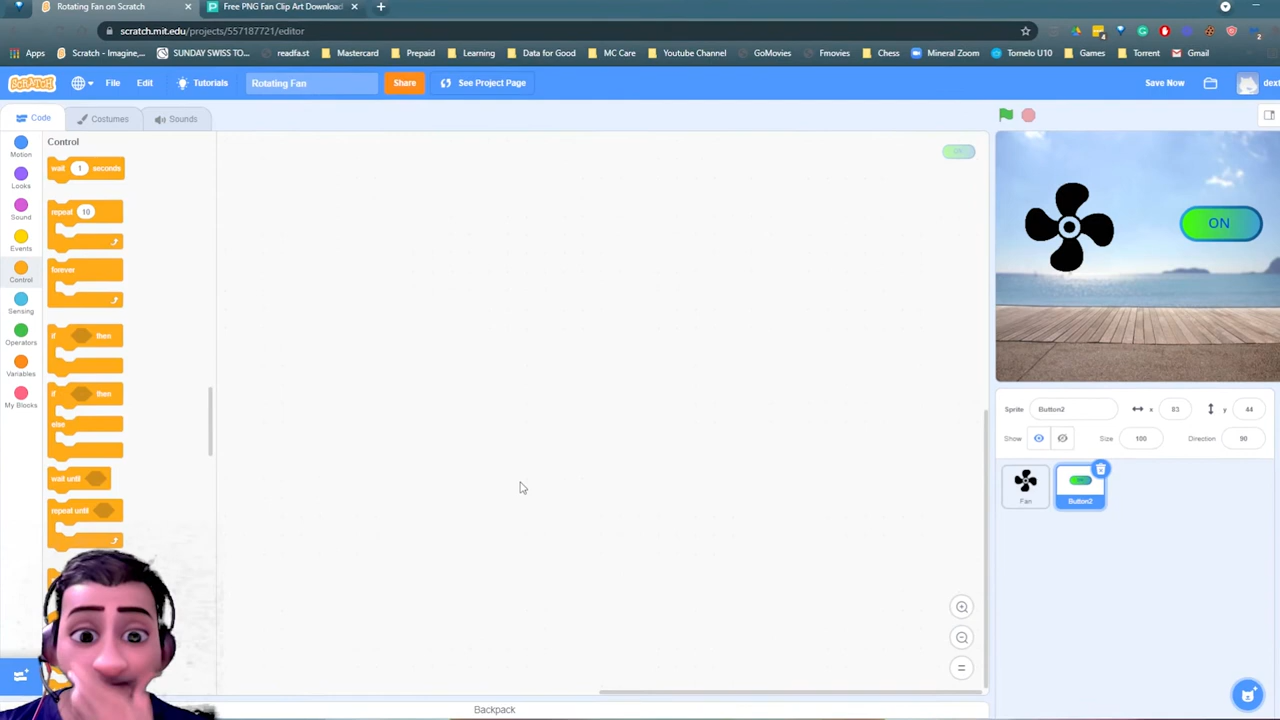 Rotating Fan on Scratch × Free PNG Fan Clip Art Download × +
scratch.mit.edu/projects/557187721/editor
Apps Scratch - Imagine,... SUNDAY SWISS TO... readfa.st Mastercard Prepaid Learning Data for Good MC Care Youtube Channel GoMovies Fmovies Chess Mineral Zoom Tomelo U10 Games Torrent Gmail
SCRATCH File Edit Tutorials Rotating Fan Share See Project Page Save Now
Code Costumes Sounds
Control
Motion
Looks
Sound
Events
Control
Sensing
Operators
Variables
My Blocks
wait 1 seconds
repeat 10
forever
if then
if then
else
wait until
repeat until
ON
Sprite Button2 x 83 y 44
Show Size 100 Direction 90
Fan Button2
Backpack